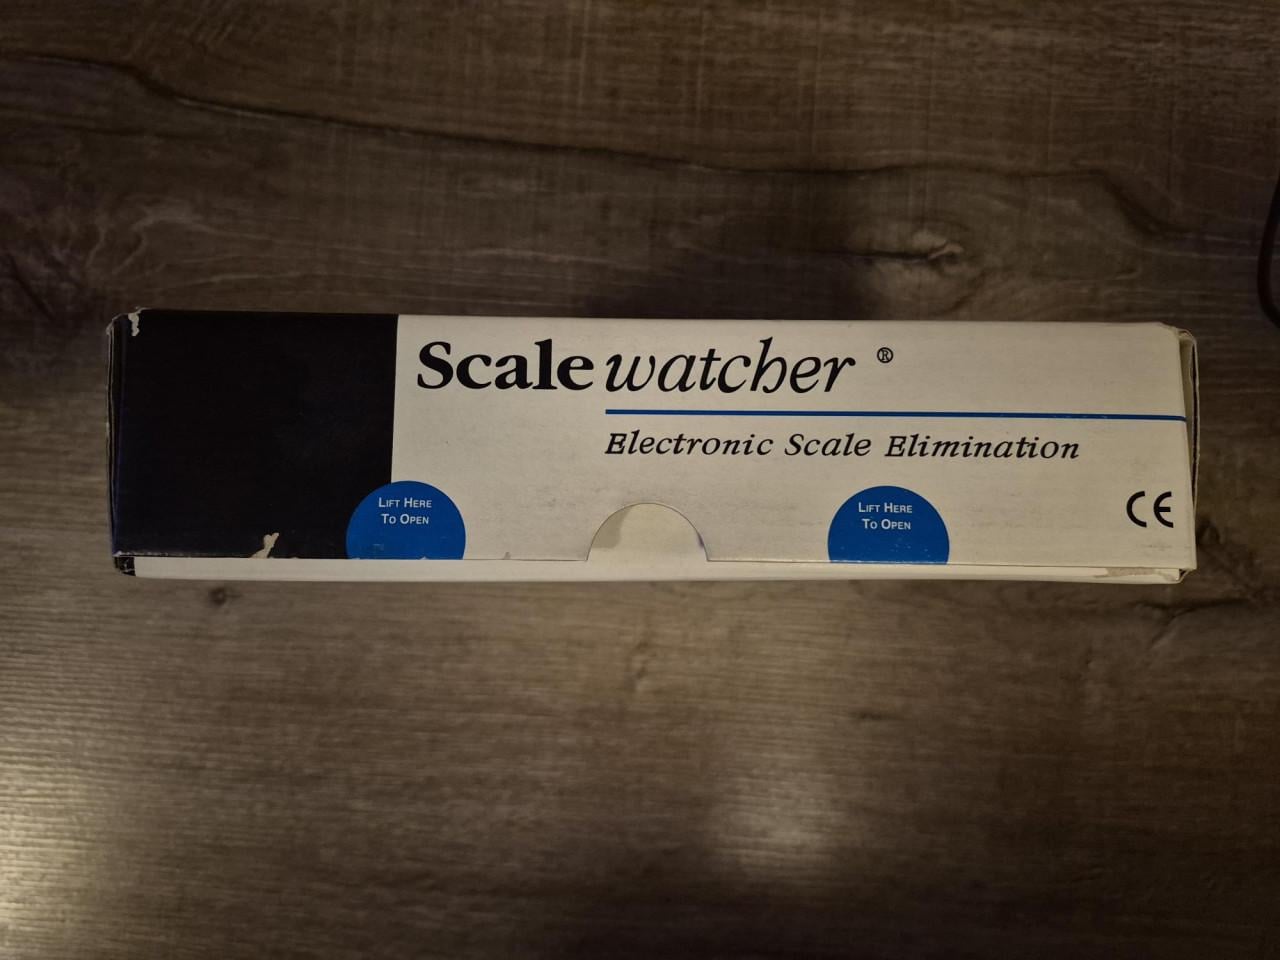 Scalewatcher ®
Electronic Scale Elimination
LIFT HERE
TO OPEN
LIFT HERE
TO OPEN
CE